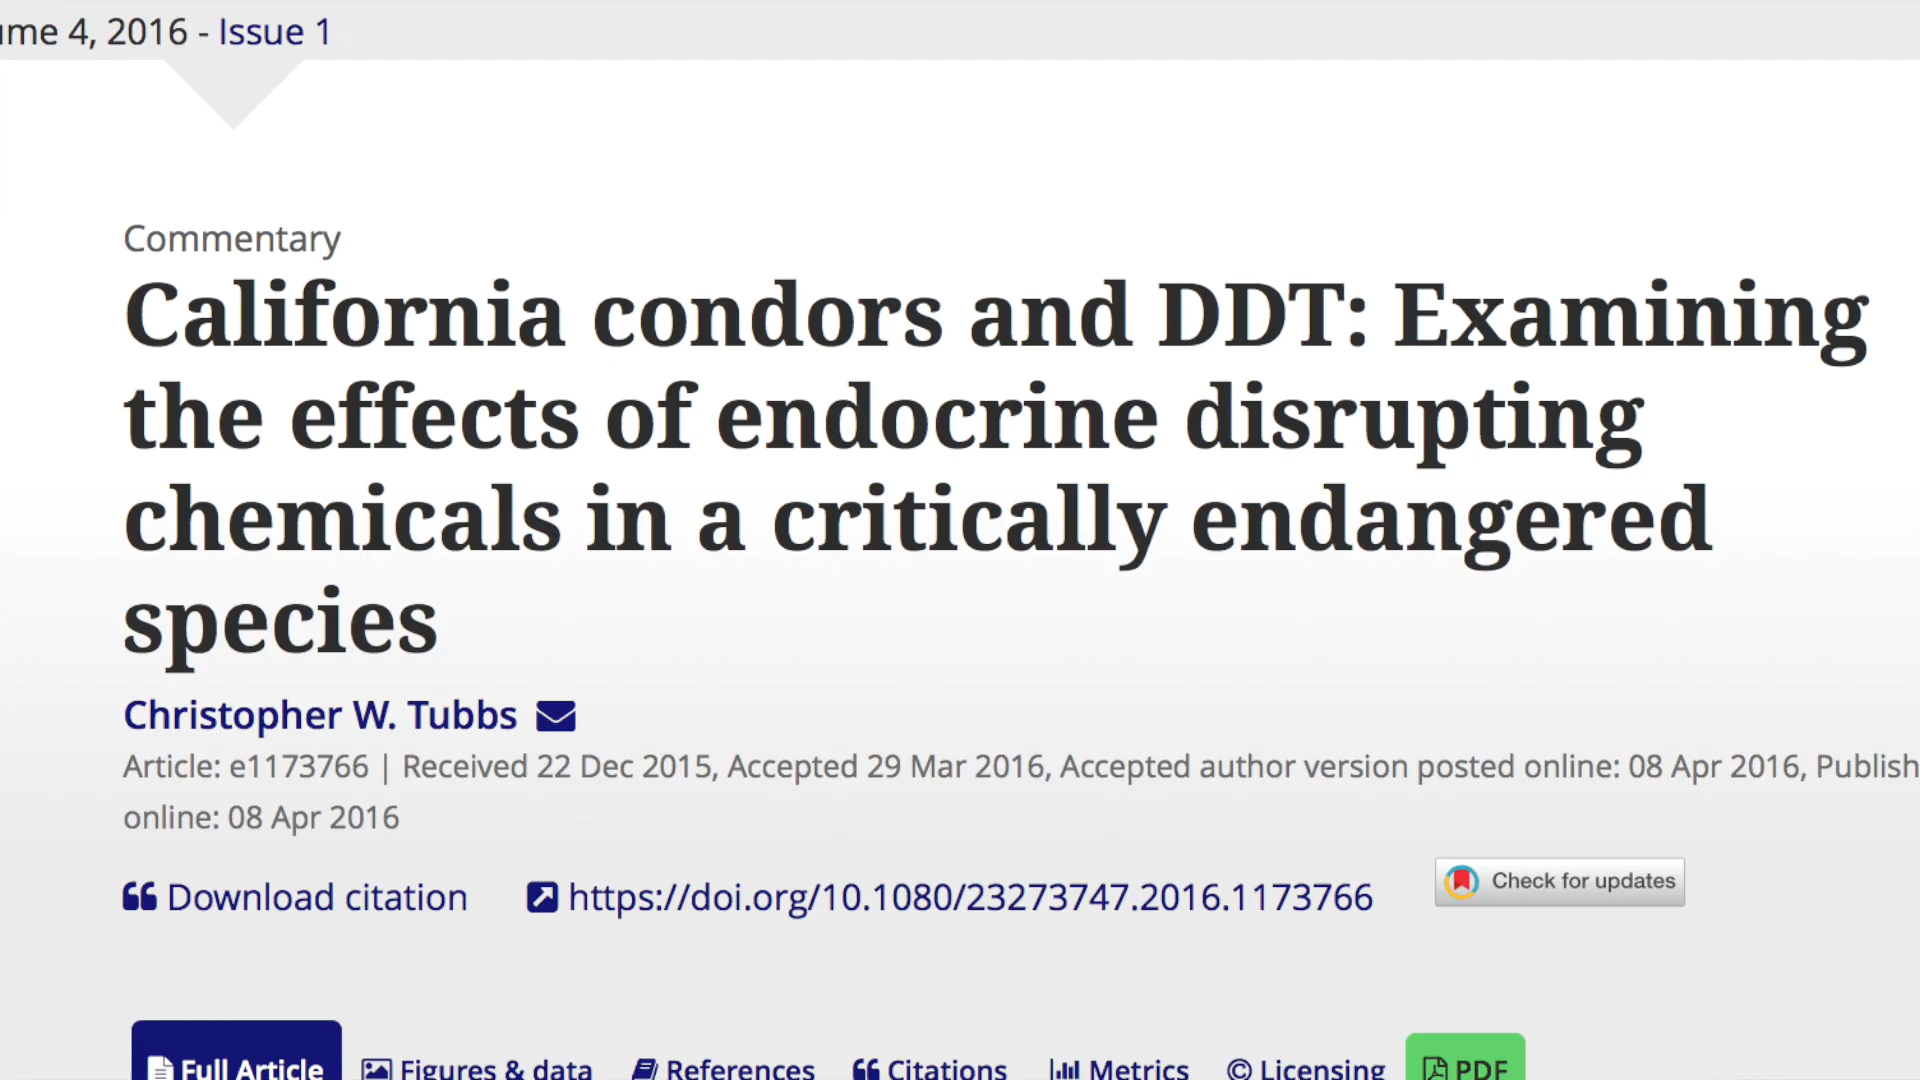 ume 4, 2016 - Issue 1
Commentary
California condors and DDT: Examining
the effects of endocrine disrupting
chemicals in a critically endangered
species
Christopher W. Tubbs
Article: e1173766 | Received 22 Dec 2015, Accepted 29 Mar 2016, Accepted author version posted online: 08 Apr 2016, Publish
online: 08 Apr 2016
Download citation https://doi.org/10.1080/23273747.2016.1173766 Check for updates
Full Article Figures & data References Citations Metrics Licensing PDF